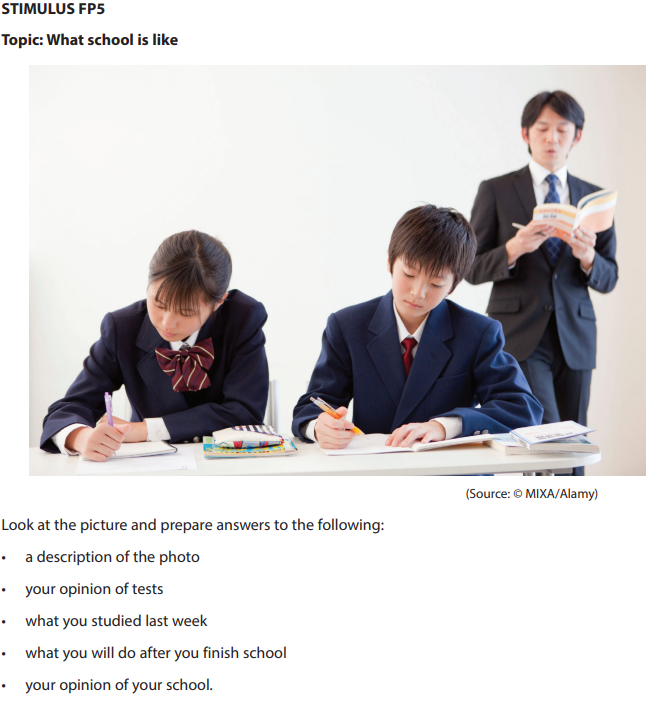 STIMULUS FP5
Topic: What school is like
(Source: © MIXA/Alamy)
Look at the picture and prepare answers to the following:
• a description of the photo
• your opinion of tests
• what you studied last week
• what you will do after you finish school
• your opinion of your school.